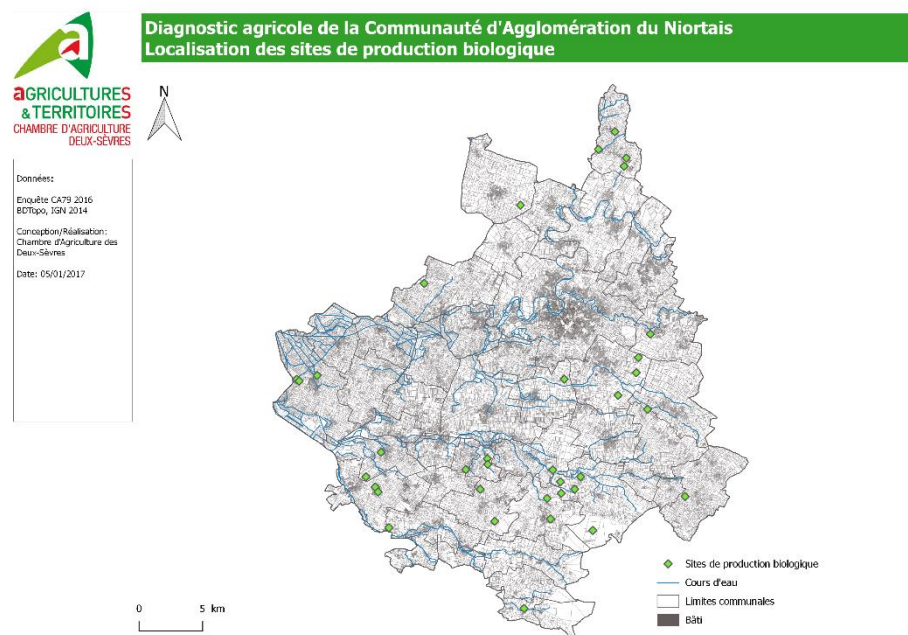 Diagnostic agricole de la Communauté d'Agglomération du Niortais
Localisation des sites de production biologique
a
AGRICULTURES
& TERRITOIRES
CHAMBRE D'AGRICULTURE
DEUX-SÈVRES
N
Données:
Enquête CA79 2016
BDTopo, IGN 2014
Conception/Réalisation:
Chambre d'Agriculture des
Deux-Sèvres
Date: 05/01/2017
Sites de production biologique
Cours d'eau
Limites communales
Bâti
0 5 km